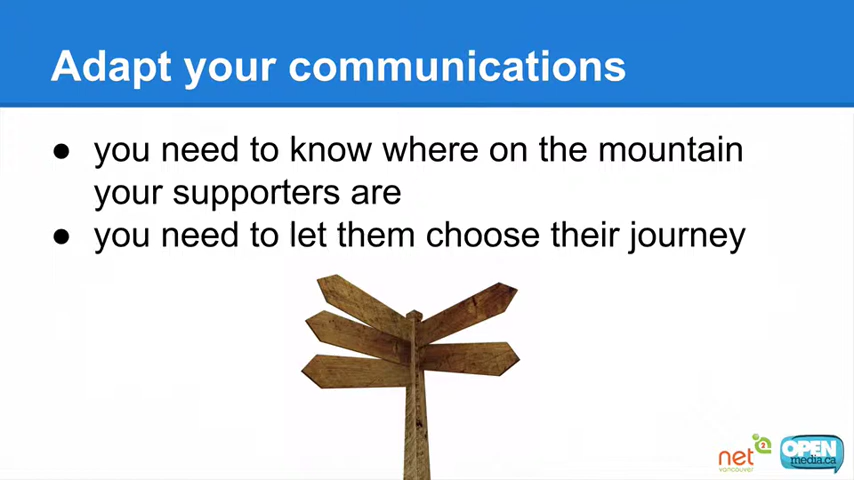 Adapt your communications
● you need to know where on the mountain
your supporters are
● you need to let them choose their journey
net2
vancouver
OPEN
media.ca